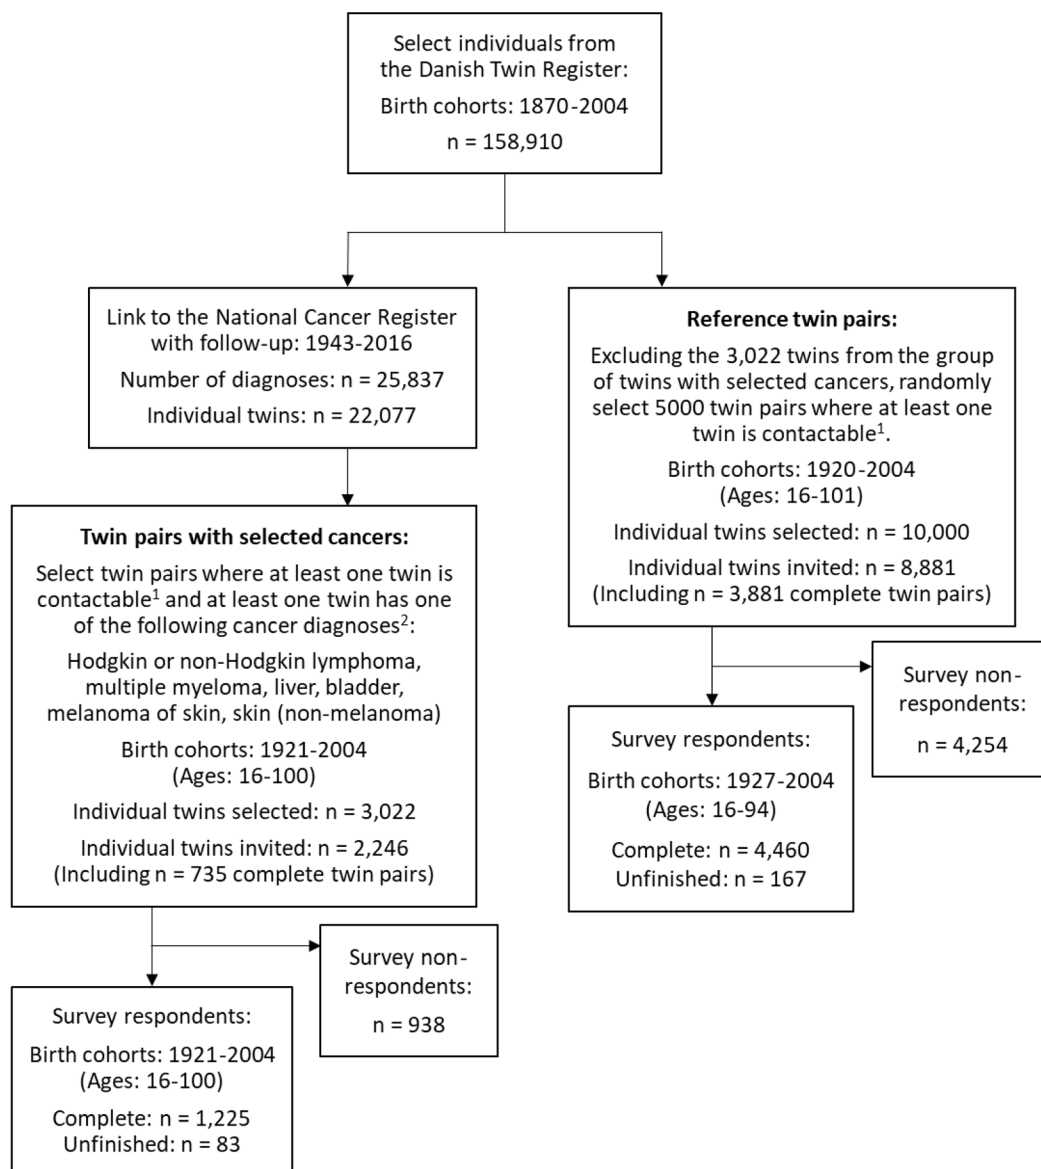 Select individuals from
the Danish Twin Register:
Birth cohorts: 1870-2004
n = 158,910
Link to the National Cancer Register
with follow-up: 1943-2016
Number of diagnoses: n = 25,837
Individual twins: n = 22,077
Reference twin pairs:
Excluding the 3,022 twins from the group
of twins with selected cancers, randomly
select 5000 twin pairs where at least one
twin is contactable¹.
Birth cohorts: 1920-2004
(Ages: 16-101)
Individual twins selected: n = 10,000
Individual twins invited: n = 8,881
(Including n = 3,881 complete twin pairs)
Twin pairs with selected cancers:
Select twin pairs where at least one twin is
contactable¹ and at least one twin has one
of the following cancer diagnoses²:
Hodgkin or non-Hodgkin lymphoma,
multiple myeloma, liver, bladder,
melanoma of skin, skin (non-melanoma)
Birth cohorts: 1921-2004
(Ages: 16-100)
Individual twins selected: n = 3,022
Individual twins invited: n = 2,246
(Including n = 735 complete twin pairs)
Survey non-
respondents:
n = 4,254
Survey respondents:
Birth cohorts: 1927-2004
(Ages: 16-94)
Complete: n = 4,460
Unfinished: n = 167
Survey non-
respondents:
n = 938
Survey respondents:
Birth cohorts: 1921-2004
(Ages: 16-100)
Complete: n = 1,225
Unfinished: n = 83